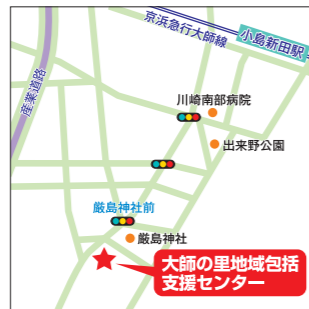 京浜急行大師線
小島新田駅
産業道路
川崎南部病院
出来野公園
厳島神社前
厳島神社
大師の里地域包括
支援センター